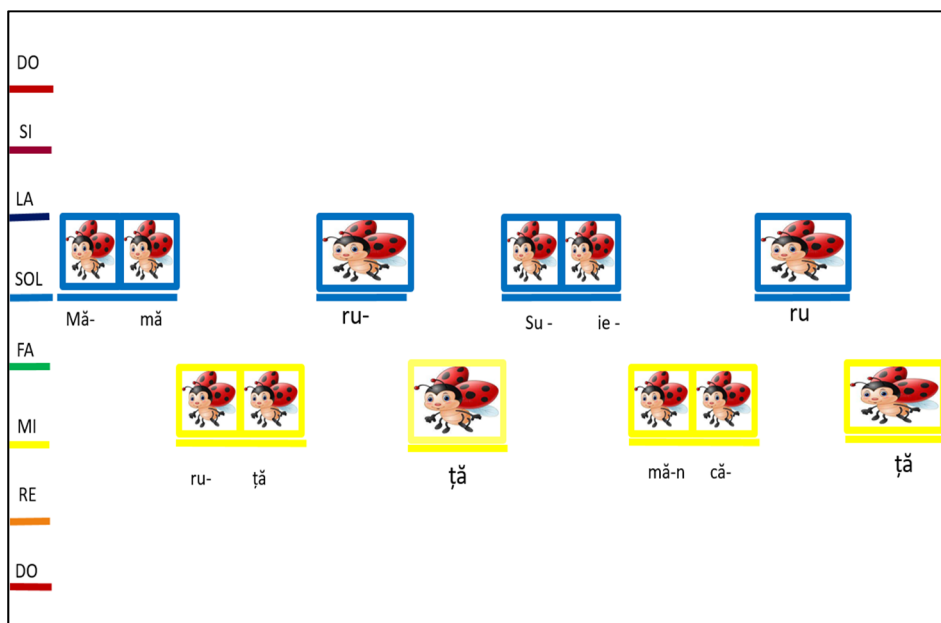 DO
SI
LA
SOL
Mă- mă ru- Su - ie - ru
FA
MI
ru- ță ță mă-n că- ță
RE
DO